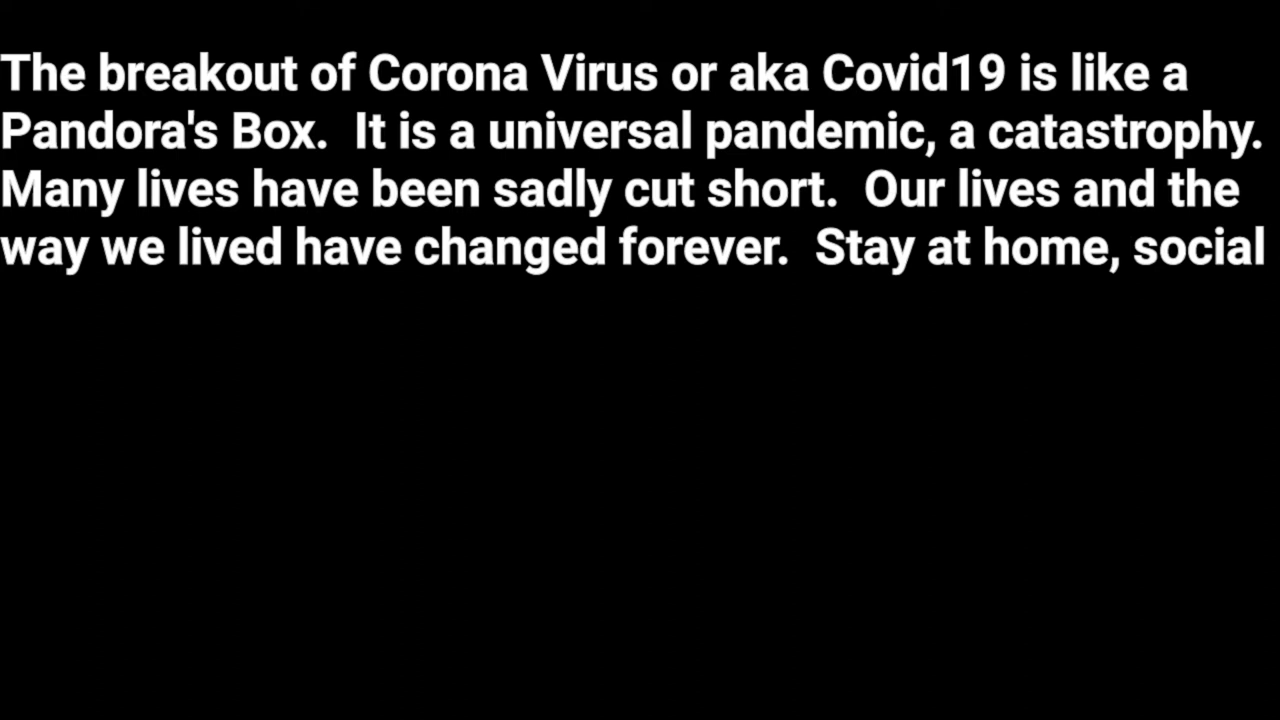 The breakout of Corona Virus or aka Covid19 is like a
Pandora's Box.  It is a universal pandemic, a catastrophy.
Many lives have been sadly cut short.  Our lives and the
way we lived have changed forever.  Stay at home, social